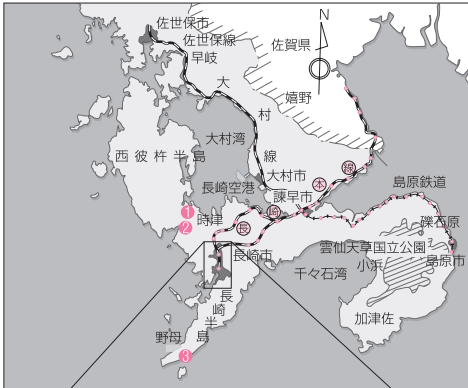 N
佐世保市
佐世保線
早岐
佐賀県
嬉野
大村線
大村湾
西彼杵半島
大村市
長崎空港
諫早市
長崎本線
島原鉄道
礫石原
1
時津
2
雲仙天草国立公園
小浜
島原市
長崎市
千々石湾
長崎半島
加津佐
野母
3